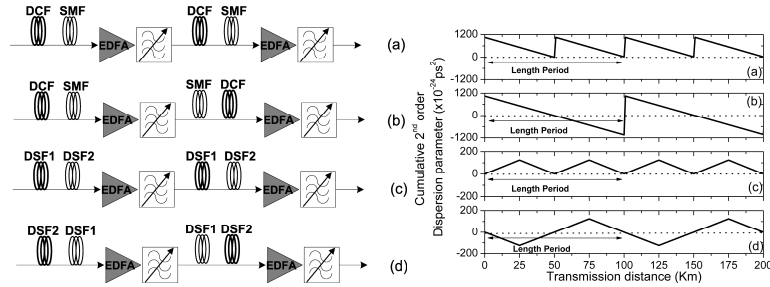 DCF SMF DCF SMF
EDFA EDFA
(a)
DCF SMF SMF DCF
EDFA EDFA
(b)
DSF1 DSF2 DSF1 DSF2
EDFA EDFA
(c)
DSF2 DSF1 DSF1 DSF2
EDFA EDFA
(d)
Cumulative 2nd order
Dispersion parameter (x10-24ps2)
1200
0
-1200
Length Period
(a)
1200
0
-1200
Length Period
(b)
200
0
200
Length Period
(c)
200
0
200
Length Period
(d)
0 25 50 75 100 125 150 175 200
Transmission distance (Km)